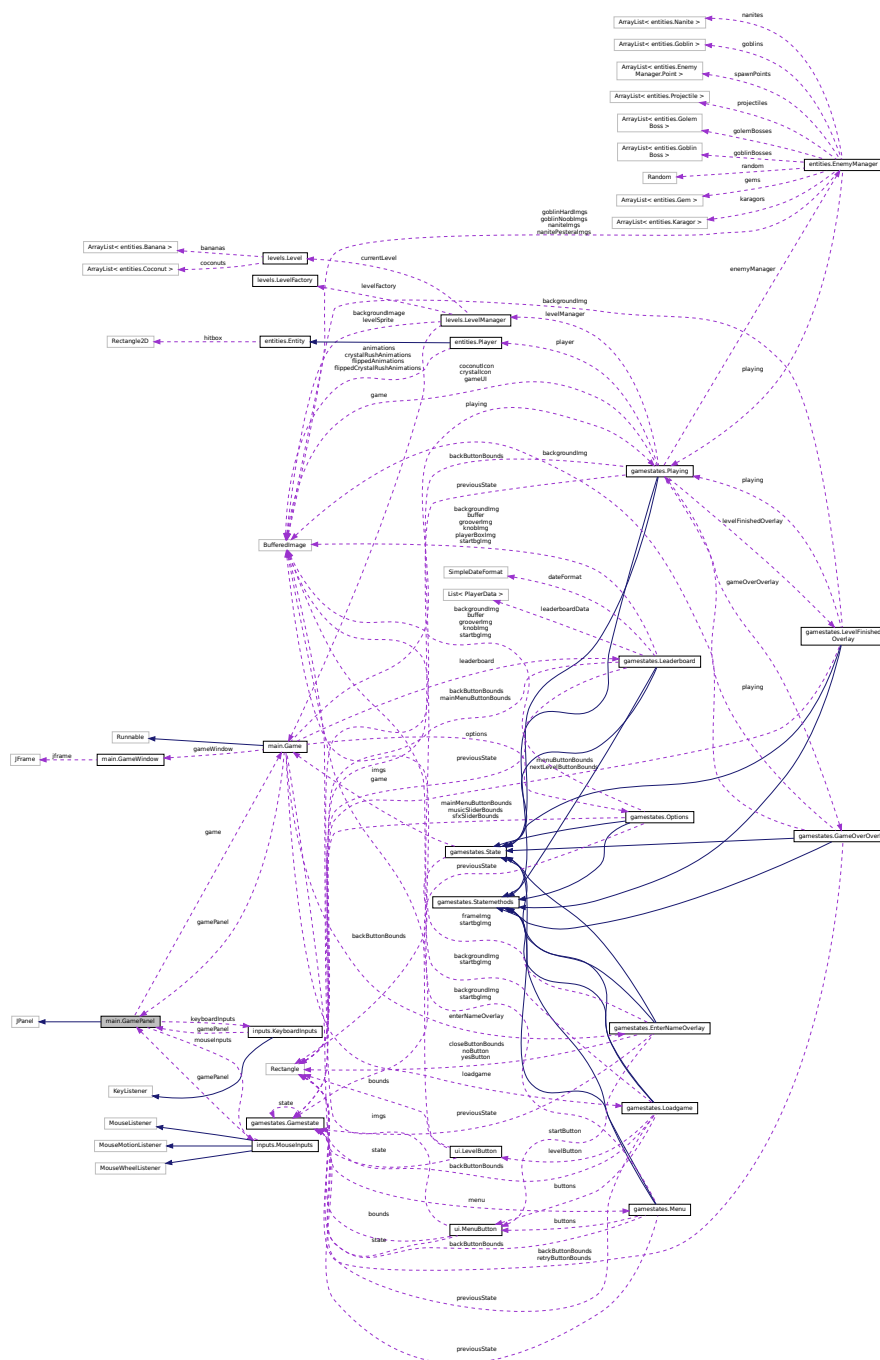 nanites
ArrayList< entities.Nanite >
goblins
ArrayList< entities.Goblin >
ArrayList< entities.Enemy
Manager.Point >
spawnPoints
ArrayList< entities.Projectile >
projectiles
ArrayList< entities.Golem
Boss >
golemBosses
ArrayList< entities.Goblin
Boss >
goblinBosses
entities.EnemyManager
random
Random
gems
ArrayList< entities.Gem >
karagors
ArrayList< entities.Karagor >
goblinHardImgs
goblinNoobImgs
naniteImgs
nanitePesteraImgs
ArrayList< entities.Banana >
bananas
levels.Level
currentLevel
coconuts
ArrayList< entities.Coconut >
enemyManager
levels.LevelFactory
levelFactory
backgroundImg
backgroundImage
levelSprite
levels.LevelManager
levelManager
Rectangle2D
hitbox
entities.Entity
entities.Player
player
animations
crystalRushAnimations
flippedAnimations
flippedCrystalRushAnimations
coconutIcon
crystalIcon
gameUI
playing
game
playing
backButtonBounds
backgroundImg
gamestates.Playing
previousState
playing
backgroundImg
buffer
grooverImg
knobImg
playerBoxImg
startbgImg
levelFinishedOverlay
BufferedImage
SimpleDateFormat
dateFormat
gameOverOverlay
List< PlayerData >
leaderboardData
backgroundImg
buffer
grooverImg
knobImg
startbgImg
gamestates.LevelFinished
Overlay
leaderboard
gamestates.Leaderboard
backButtonBounds
mainMenuButtonBounds
playing
Runnable
main.Game
options
gameWindow
main.GameWindow
jframe
JFrame
previousState
menuButtonBounds
nextLevelButtonBounds
imgs
game
mainMenuButtonBounds
musicSliderBounds
sfxSliderBounds
gamestates.Options
game
gamestates.GameOverOverl
gamestates.State
previousState
gamestates.Statemethods
frameImg
startbgImg
gamePanel
backButtonBounds
backgroundImg
startbgImg
backgroundImg
startbgImg
JPanel
main.GamePanel
keyboardInputs
gamePanel
inputs.KeyboardInputs
enterNameOverlay
gamestates.EnterNameOverlay
mouseInputs
closeButtonBounds
noButton
yesButton
Rectangle
gamePanel
bounds
loadgame
KeyListener
state
gamestates.Gamestate
imgs
previousState
gamestates.Loadgame
MouseListener
startButton
MouseMotionListener
inputs.MouseInputs
state
ui.LevelButton
levelButton
MouseWheelListener
backButtonBounds
buttons
menu
gamestates.Menu
bounds
buttons
ui.MenuButton
state
backButtonBounds
backButtonBounds
retryButtonBounds
previousState
previousState